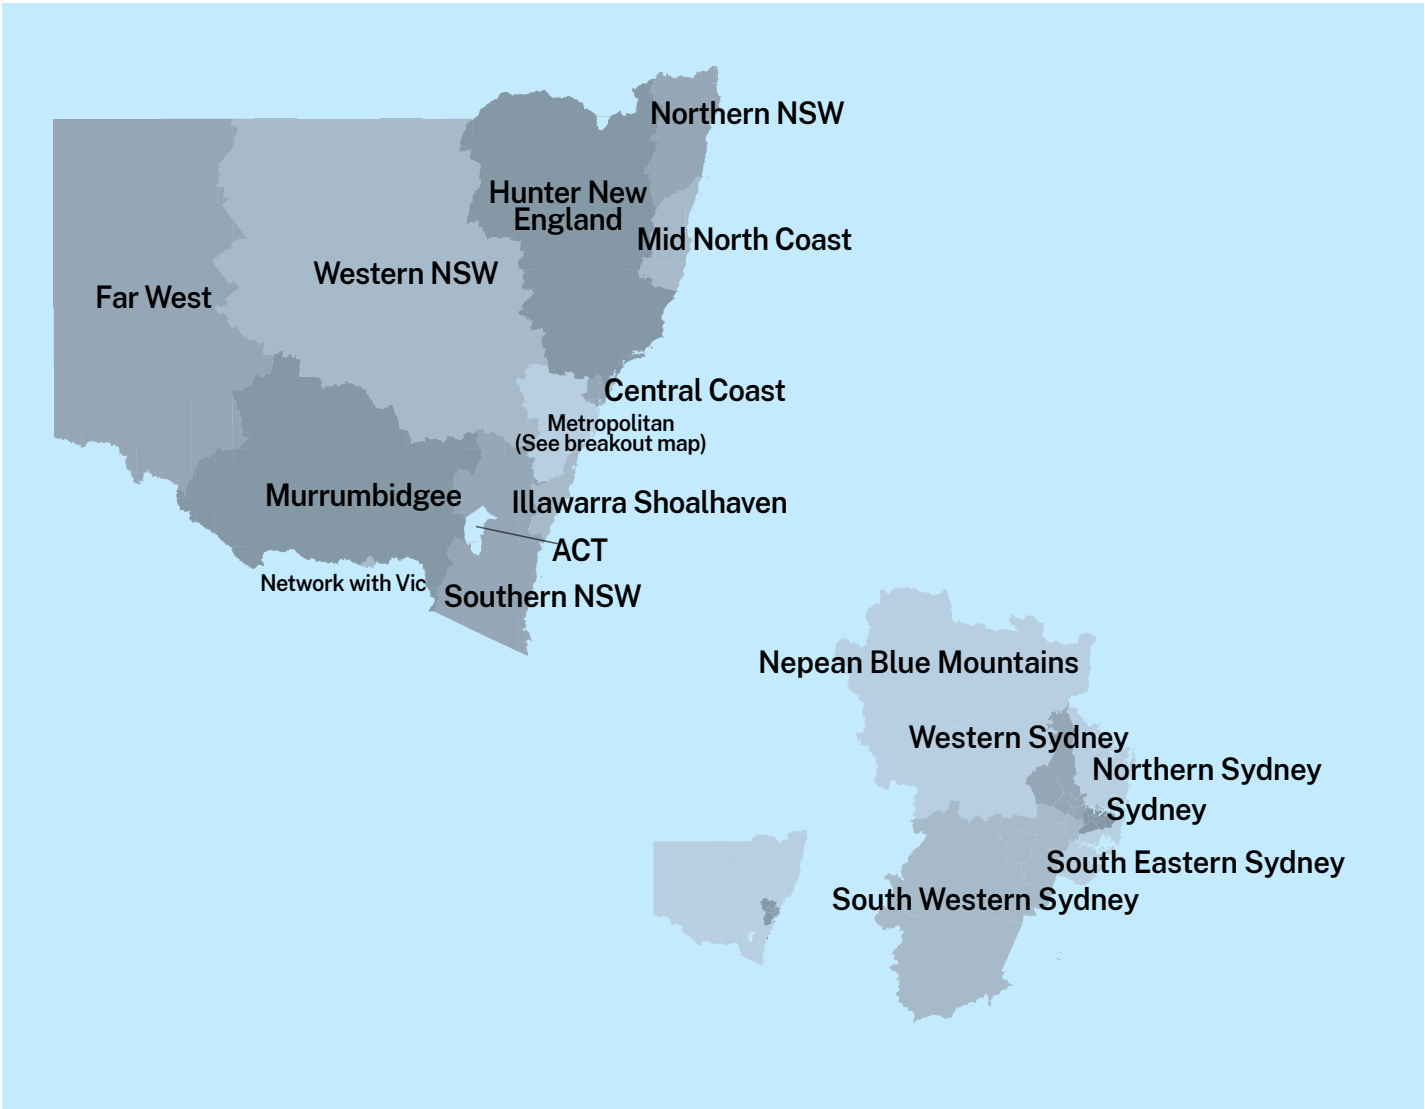 Northern NSW
Hunter New
England
Mid North Coast
Western NSW
Far West
Central Coast
Metropolitan
(See breakout map)
Murrumbidgee
Illawarra Shoalhaven
ACT
Network with Vic
Southern NSW
Nepean Blue Mountains
Western Sydney
Northern Sydney
Sydney
South Eastern Sydney
South Western Sydney